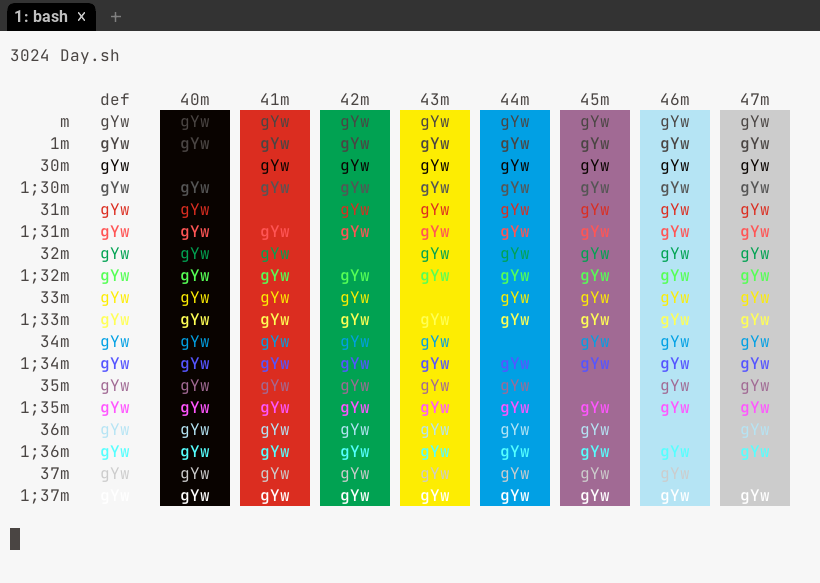 1: bash x +
3024 Day.sh
def 40m 41m 42m 43m 44m 45m 46m 47m
m gYw gYw gYw gYw gYw gYw gYw gYw gYw
1m gYw gYw gYw gYw gYw gYw gYw gYw gYw
30m gYw gYw gYw gYw gYw gYw gYw gYw
1;30m gYw gYw gYw gYw gYw gYw gYw gYw gYw
31m gYw gYw gYw gYw gYw gYw gYw gYw
1;31m gYw gYw gYw gYw gYw gYw gYw gYw gYw
32m gYw gYw gYw gYw gYw gYw gYw gYw
1;32m gYw gYw gYw gYw gYw gYw gYw gYw gYw
33m gYw gYw gYw gYw gYw gYw gYw gYw
1;33m gYw gYw gYw gYw gYw gYw gYw gYw gYw
34m gYw gYw gYw gYw gYw gYw gYw gYw
1;34m gYw gYw gYw gYw gYw gYw gYw gYw gYw
35m gYw gYw gYw gYw gYw gYw gYw gYw
1;35m gYw gYw gYw gYw gYw gYw gYw gYw gYw
36m gYw gYw gYw gYw gYw gYw gYw gYw
1;36m gYw gYw gYw gYw gYw gYw gYw gYw gYw
37m gYw gYw gYw gYw gYw gYw gYw gYw
1;37m gYw gYw gYw gYw gYw gYw gYw gYw gYw